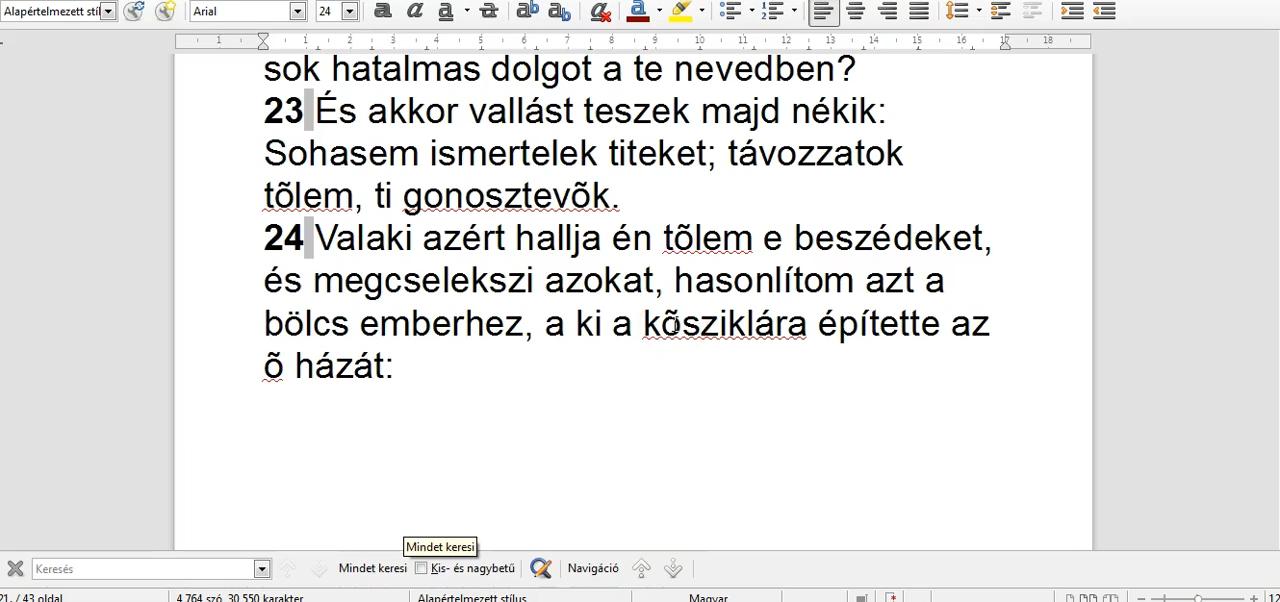 Alapértelmezett stíl Arial 24
1 1 2 3 4 5 6 7 8 9 10 11 12 13 14 15 16 17 18
sok hatalmas dolgot a te nevedben?
23 És akkor vallást teszek majd nékik:
Sohasem ismertelek titeket; távozzatok
tõlem, ti gonosztevõk.
24 Valaki azért hallja én tõlem e beszédeket,
és megcselekszi azokat, hasonlítom azt a
bölcs emberhez, a ki a kõsziklára építette az
õ házát:
Mindet keresi
Keresés Mindet keresi Kis- és nagybetű Navigáció
21. / 43 oldal 4 764 szó, 30 550 karakter Alapértelmezett stílus Magyar